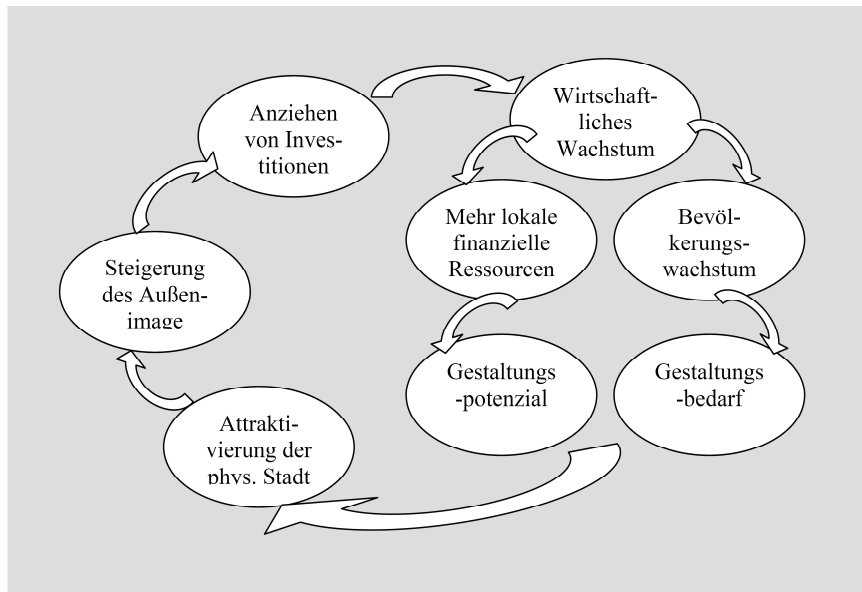 Anziehen
von Inves-
titionen
Wirtschaft-
liches
Wachstum
Mehr lokale
finanzielle
Ressourcen
Bevöl-
kerungs-
wachstum
Steigerung
des Außen-
image
Gestaltungs
-potenzial
Gestaltungs
-bedarf
Attrakti-
vierung der
phys. Stadt